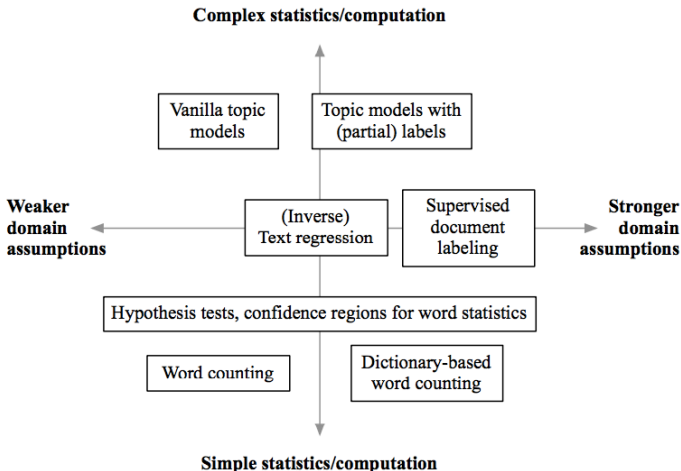 Complex statistics/computation
Vanilla topic
models
Topic models with
(partial) labels
Weaker
domain
assumptions
(Inverse)
Text regression
Supervised
document
labeling
Stronger
domain
assumptions
Hypothesis tests, confidence regions for word statistics
Word counting
Dictionary-based
word counting
Simple statistics/computation